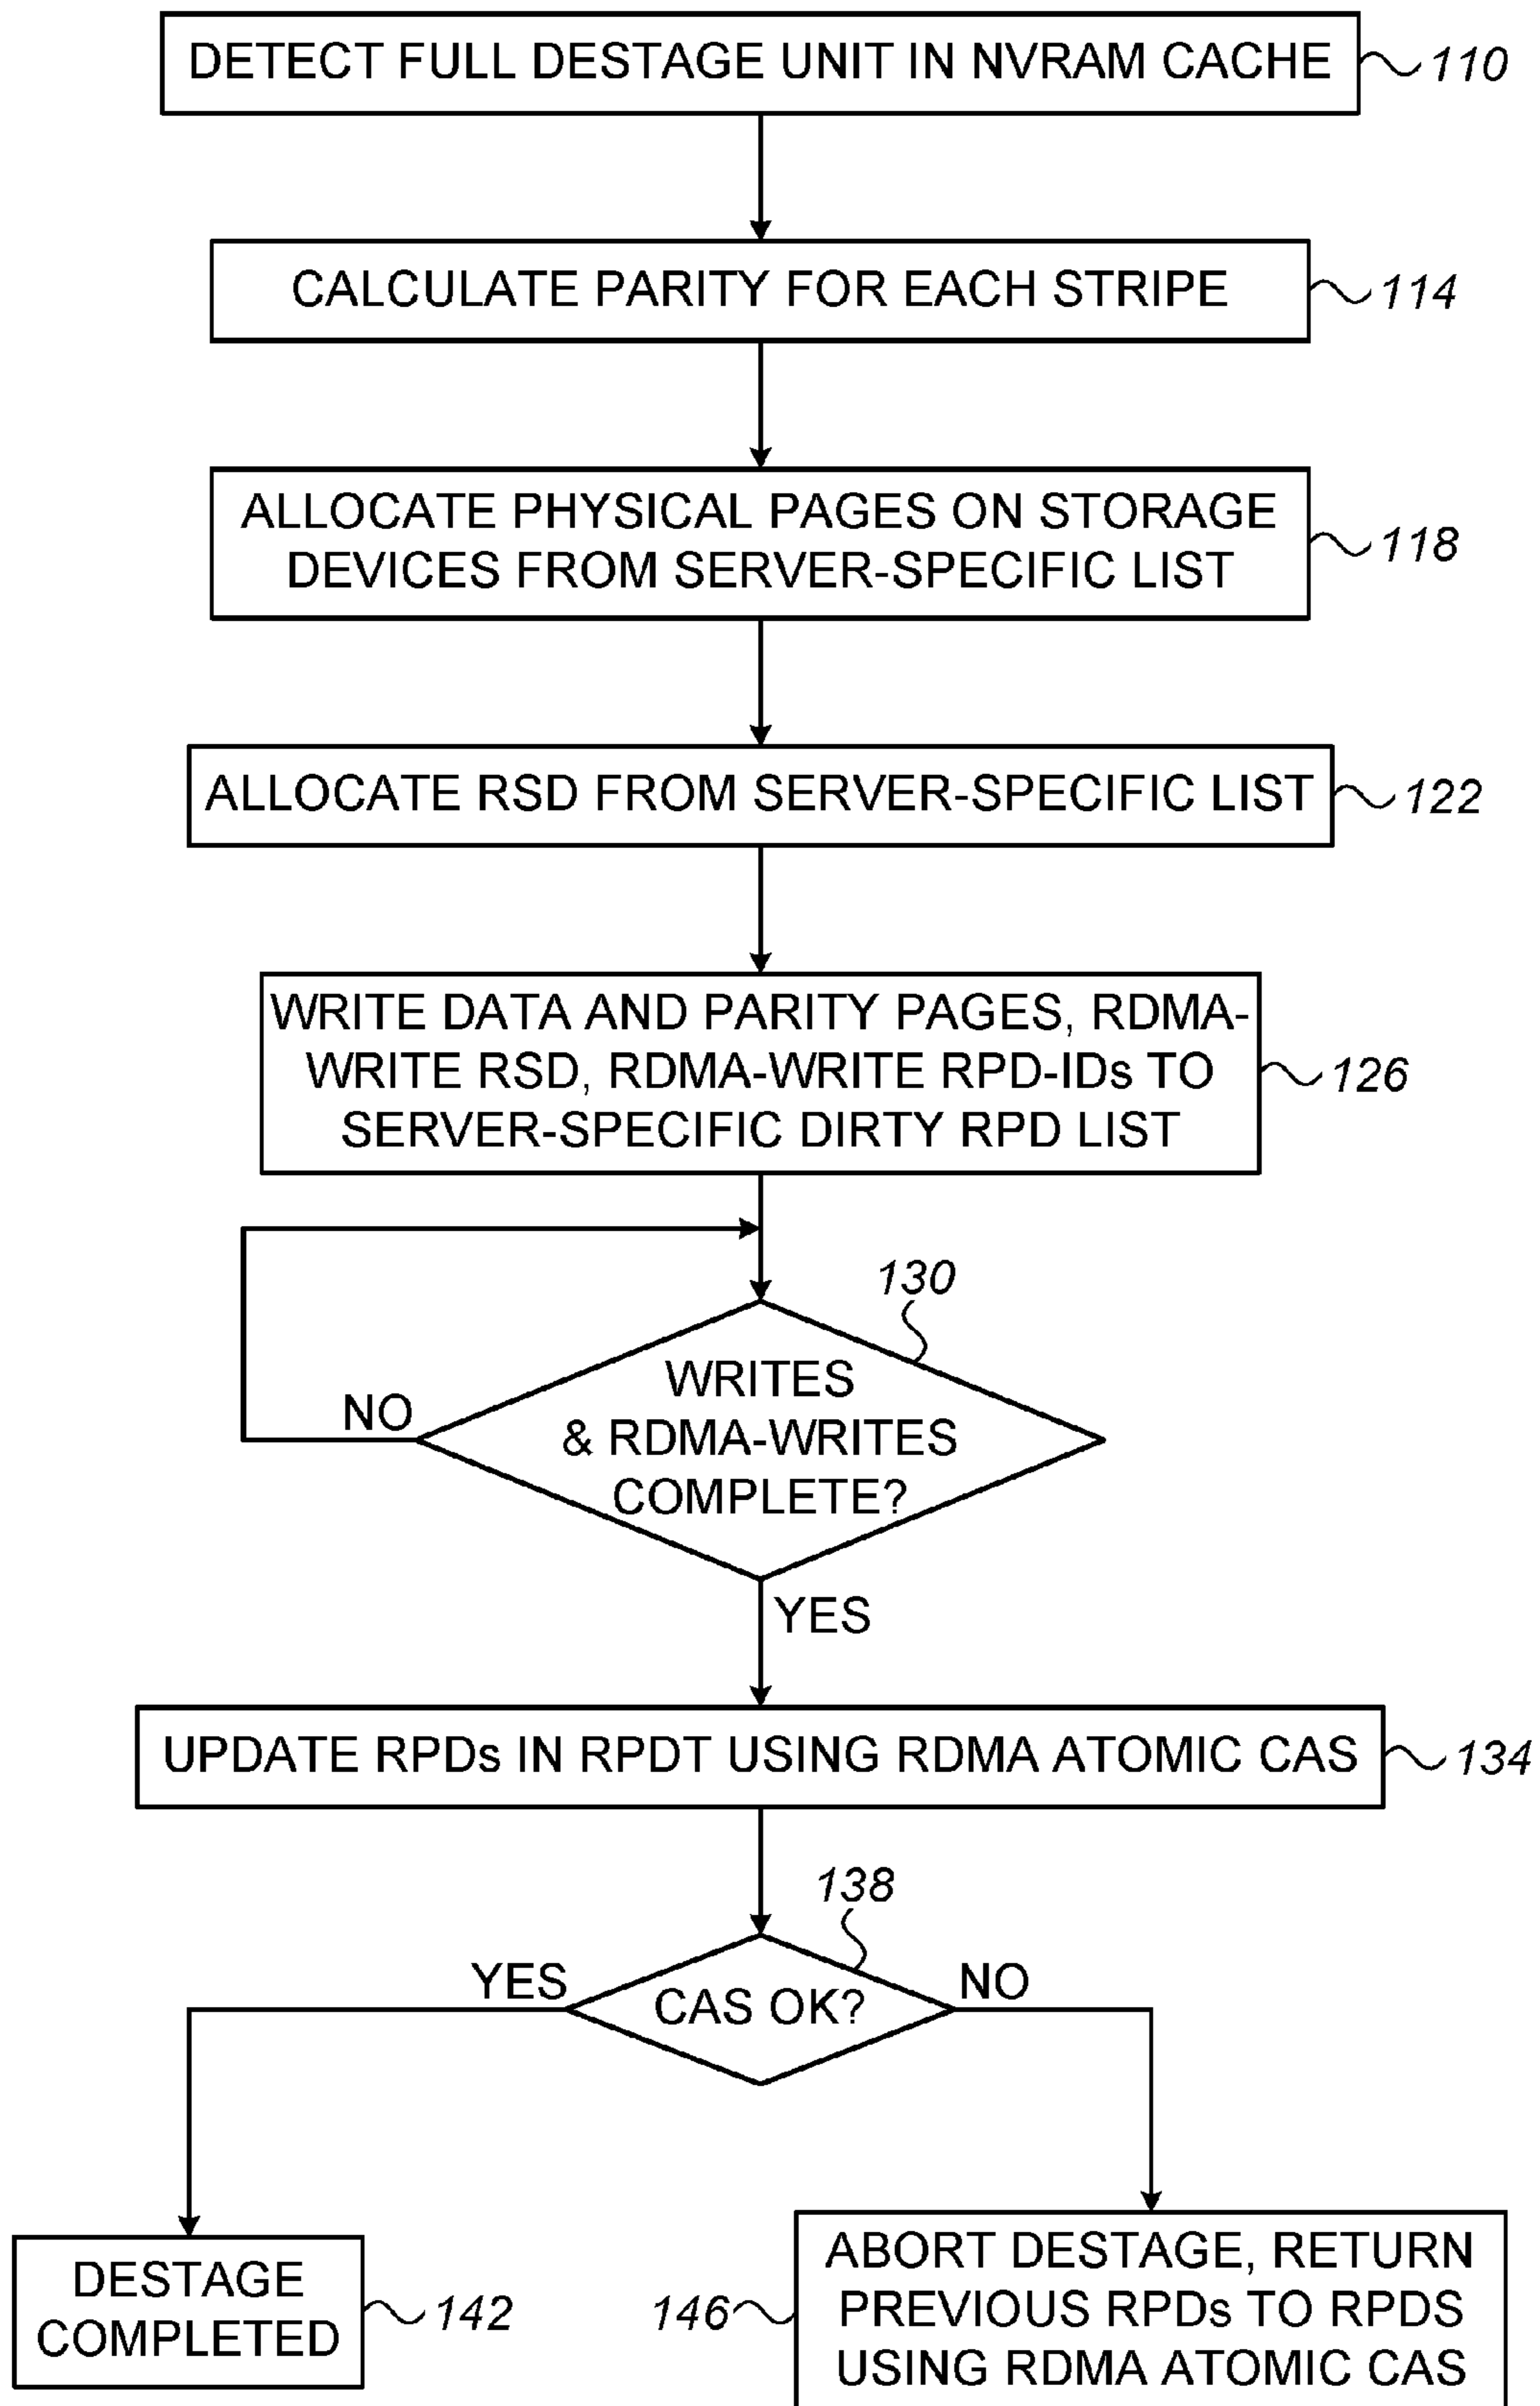 DETECT FULL DESTAGE UNIT IN NVRAM CACHE
110
CALCULATE PARITY FOR EACH STRIPE
114
ALLOCATE PHYSICAL PAGES ON STORAGE
DEVICES FROM SERVER-SPECIFIC LIST
118
ALLOCATE RSD FROM SERVER-SPECIFIC LIST
122
WRITE DATA AND PARITY PAGES, RDMA-
WRITE RSD, RDMA-WRITE RPD-IDs TO
SERVER-SPECIFIC DIRTY RPD LIST
126
130
WRITES
& RDMA-WRITES
COMPLETE?
NO
YES
UPDATE RPDs IN RPDT USING RDMA ATOMIC CAS
134
138
CAS OK?
YES
NO
DESTAGE
COMPLETED
142
146
ABORT DESTAGE, RETURN
PREVIOUS RPDs TO RPDS
USING RDMA ATOMIC CAS